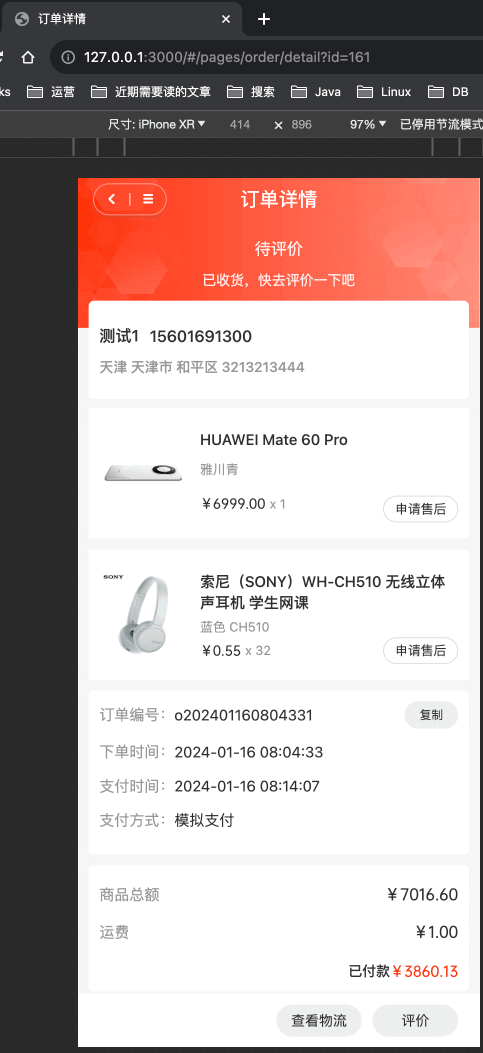 订单详情
127.0.0.1:3000/#/pages/order/detail?id=161
ks 运营 近期需要读的文章 搜索 Java Linux DB
尺寸: iPhone XR 414 × 896 97% 已停用节流模式
订单详情
待评价
已收货，快去评价一下吧
测试1 15601691300
天津 天津市 和平区 3213213444
HUAWEI Mate 60 Pro
雅川青
￥6999.00 x 1
申请售后
SONY
索尼（SONY）WH-CH510 无线立体
声耳机 学生网课
蓝色 CH510
￥0.55 x 32
申请售后
订单编号：o202401160804331 复制
下单时间：2024-01-16 08:04:33
支付时间：2024-01-16 08:14:07
支付方式：模拟支付
商品总额 ￥7016.60
运费 ￥1.00
已付款￥3860.13
查看物流 评价